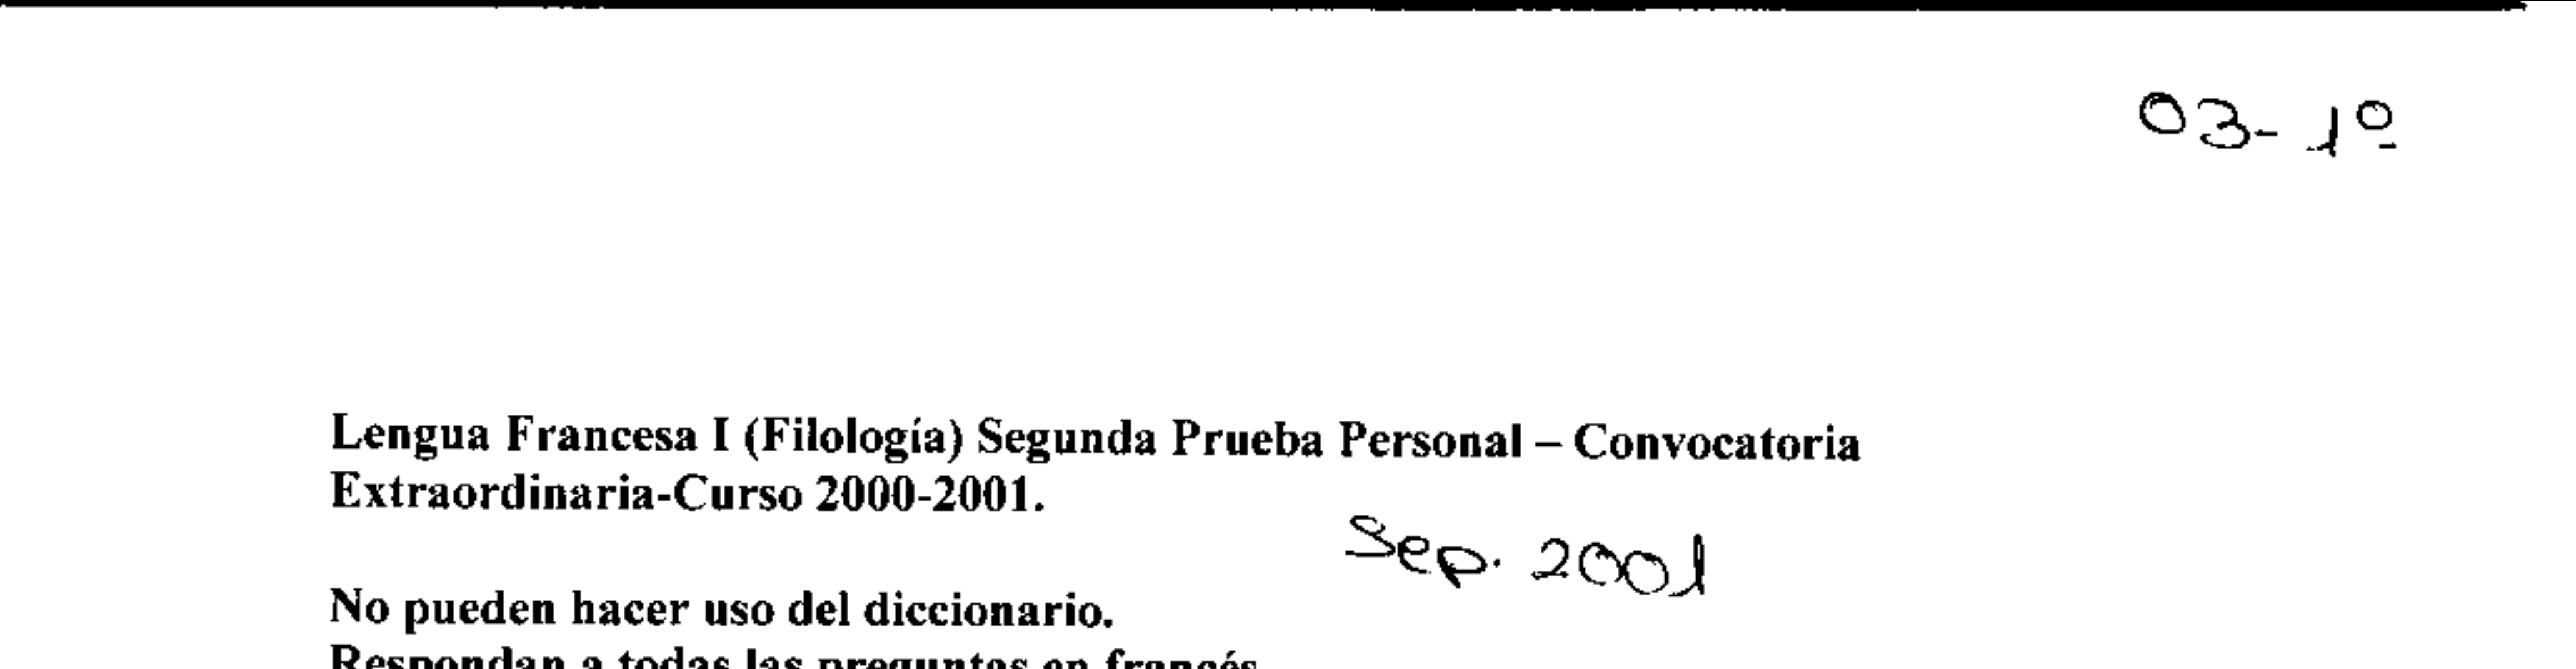 03-1º
Lengua Francesa I (Filología) Segunda Prueba Personal – Convocatoria
Extraordinaria-Curso 2000-2001.
Sep. 2001
No pueden hacer uso del diccionario.
Respondan a todas las preguntas en francés.